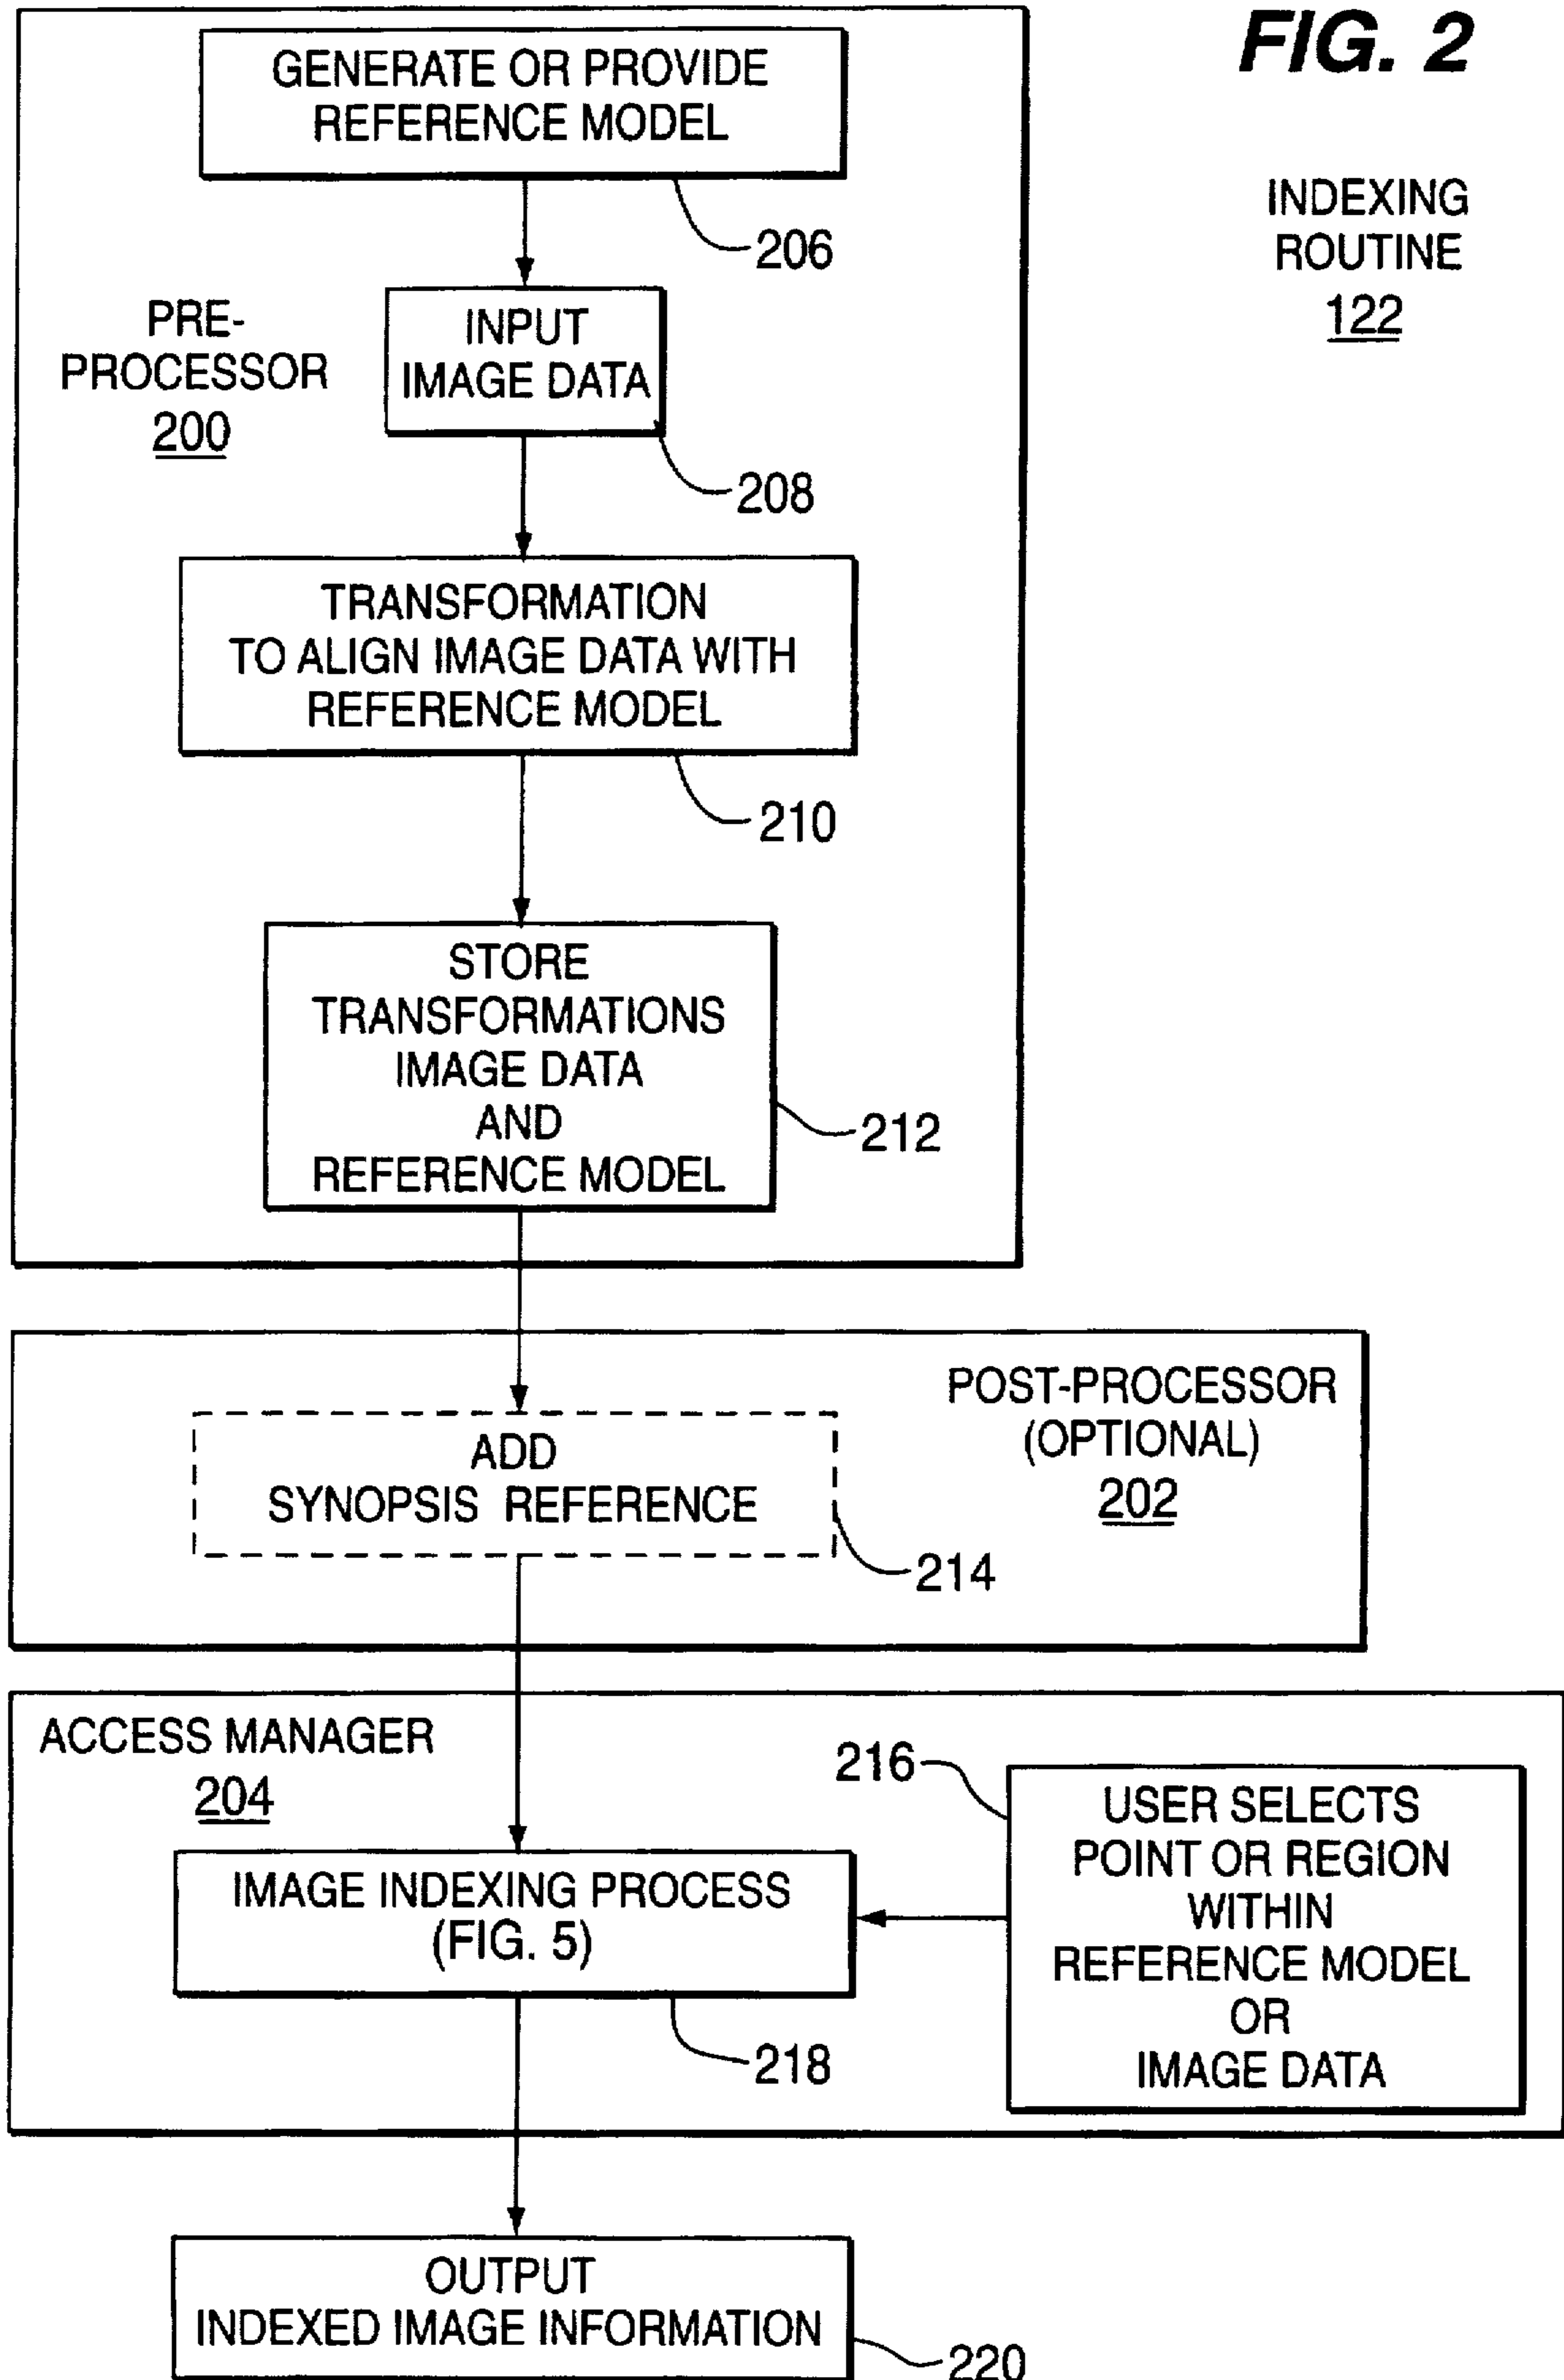 FIG. 2
INDEXING
ROUTINE
122
GENERATE OR PROVIDE
REFERENCE MODEL
206
PRE-
PROCESSOR
200
INPUT
IMAGE DATA
208
TRANSFORMATION
TO ALIGN IMAGE DATA WITH
REFERENCE MODEL
210
STORE
TRANSFORMATIONS
IMAGE DATA
AND
REFERENCE MODEL
212
POST-PROCESSOR
(OPTIONAL)
202
ADD
SYNOPSIS REFERENCE
214
ACCESS MANAGER
204
216
USER SELECTS
POINT OR REGION
WITHIN
REFERENCE MODEL
OR
IMAGE DATA
IMAGE INDEXING PROCESS
(FIG. 5)
218
OUTPUT
INDEXED IMAGE INFORMATION
220